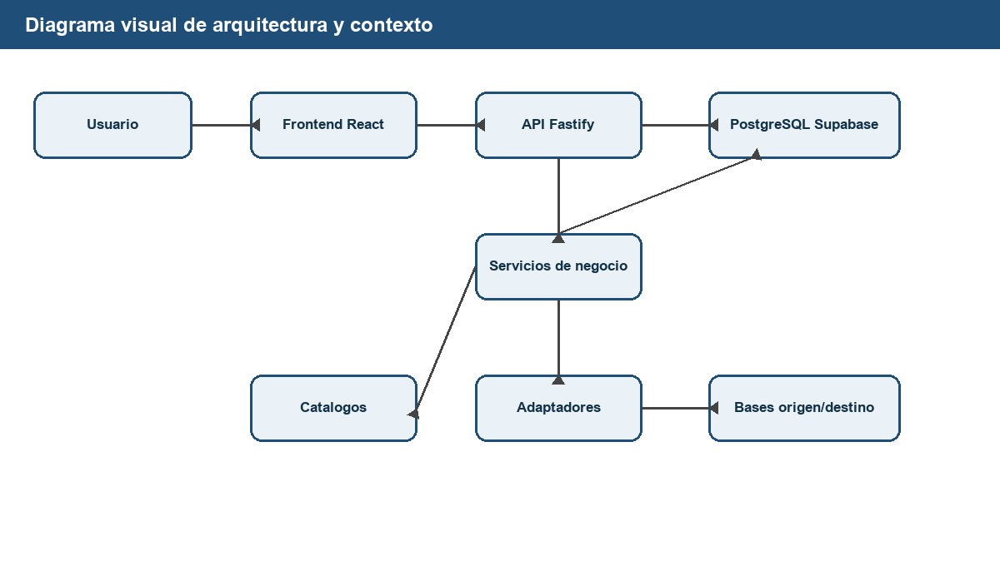 Diagrama visual de arquitectura y contexto
Usuario
Frontend React
API Fastify
PostgreSQL Supabase
Servicios de negocio
Catalogos
Adaptadores
Bases origen/destino